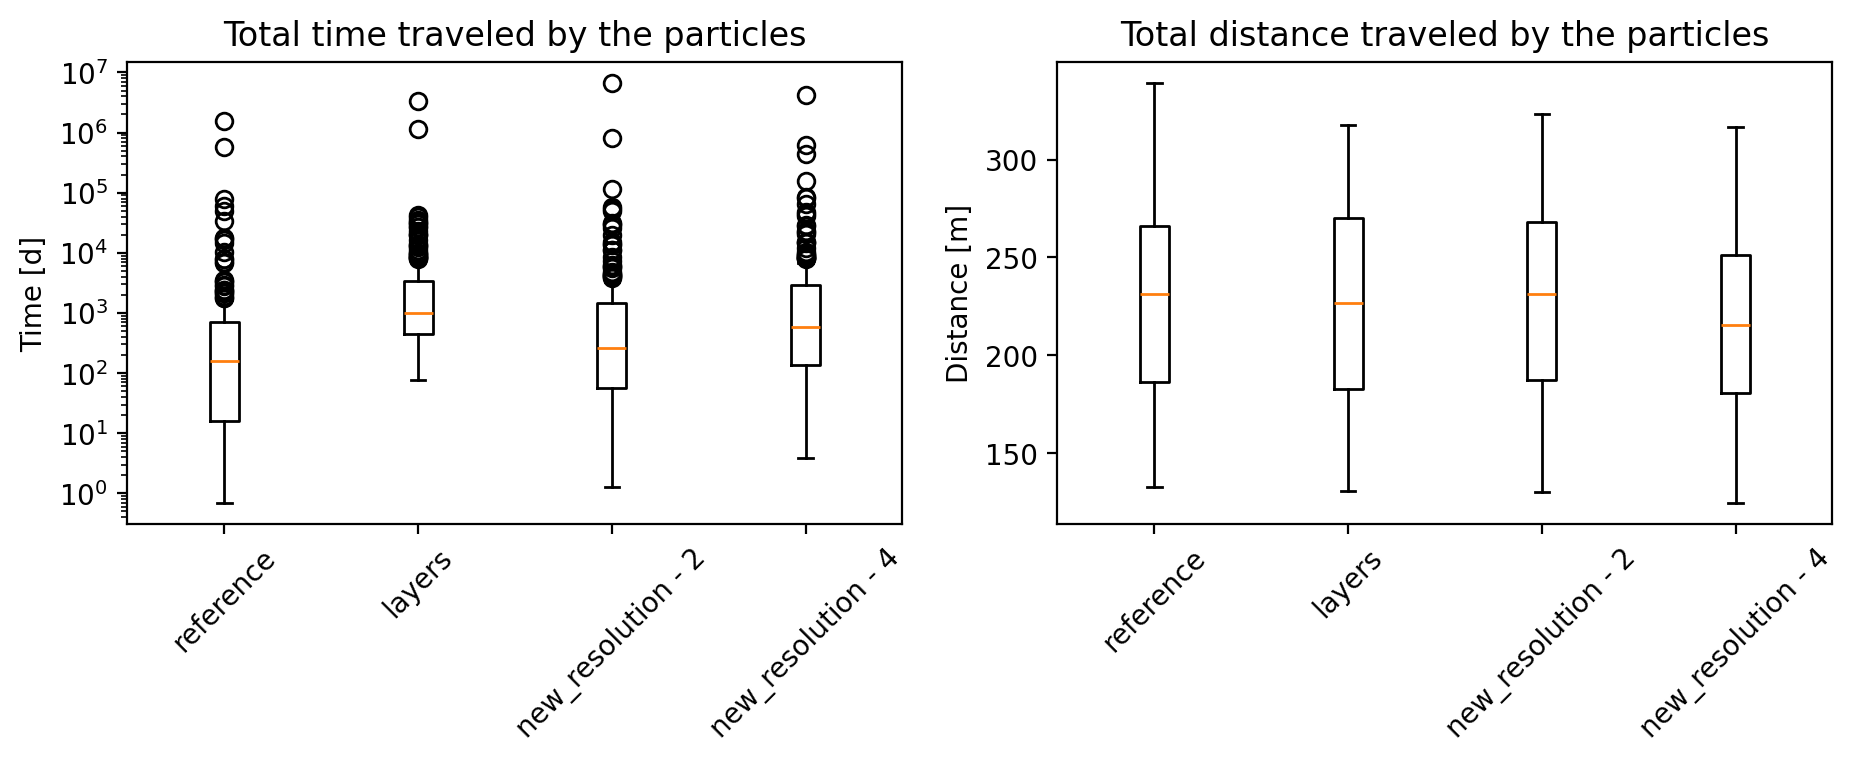 Total time traveled by the particles
Time [d]
10⁷
10⁶
10⁵
10⁴
10³
10²
10¹
10⁰
reference
layers
new_resolution - 2
new_resolution - 4
Total distance traveled by the particles
Distance [m]
300
250
200
150
reference
layers
new_resolution - 2
new_resolution - 4